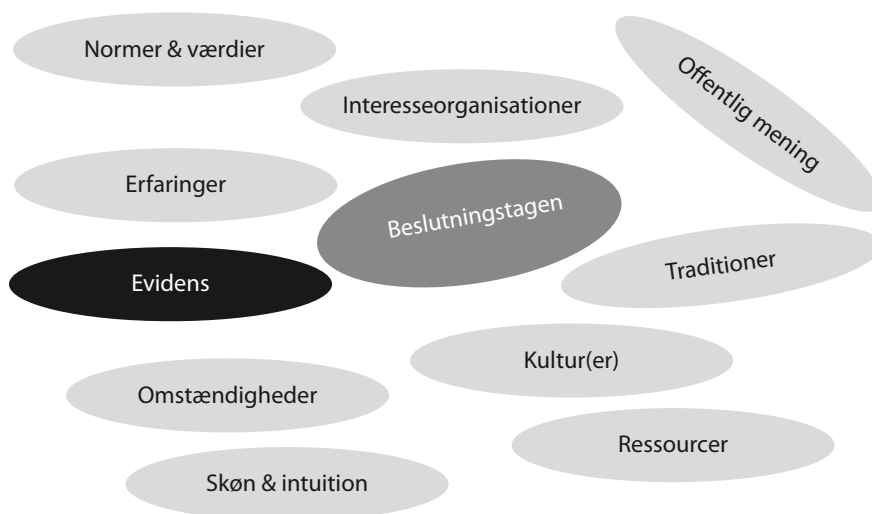 Normer & værdier
Interesseorganisationer
Offentlig mening
Erfaringer
Beslutningstagen
Evidens
Traditioner
Kultur(er)
Omstændigheder
Ressourcer
Skøn & intuition